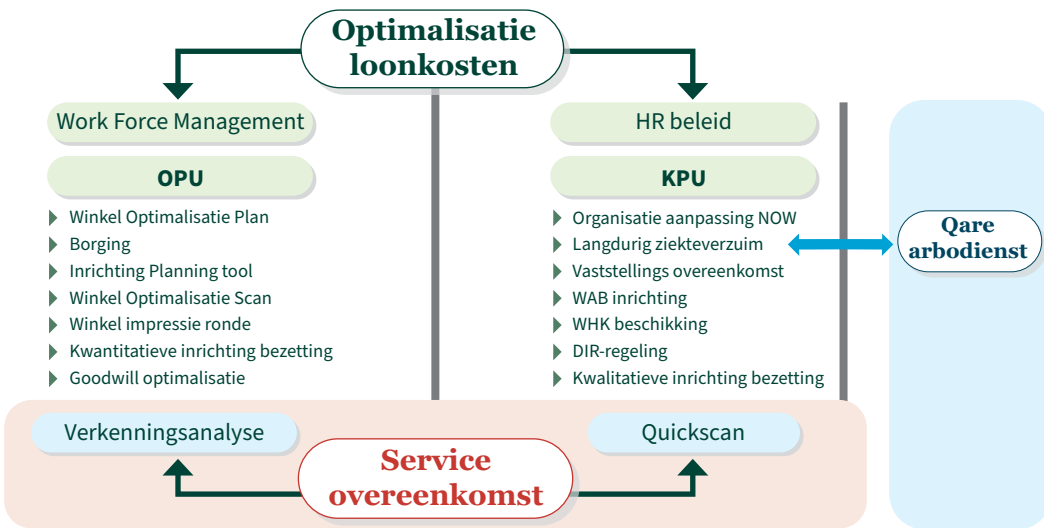 Optimalisatie
loonkosten
Work Force Management
OPU
Winkel Optimalisatie Plan
Borging
Inrichting Planning tool
Winkel Optimalisatie Scan
Winkel impressie ronde
Kwantitatieve inrichting bezetting
Goodwill optimalisatie
HR beleid
KPU
Organisatie aanpassing NOW
Langdurig ziekteverzuim
Vaststellings overeenkomst
WAB inrichting
WHK beschikking
DIR-regeling
Kwalitatieve inrichting bezetting
Qare
arbodienst
Verkenningsanalyse
Quickscan
Service
overeenkomst